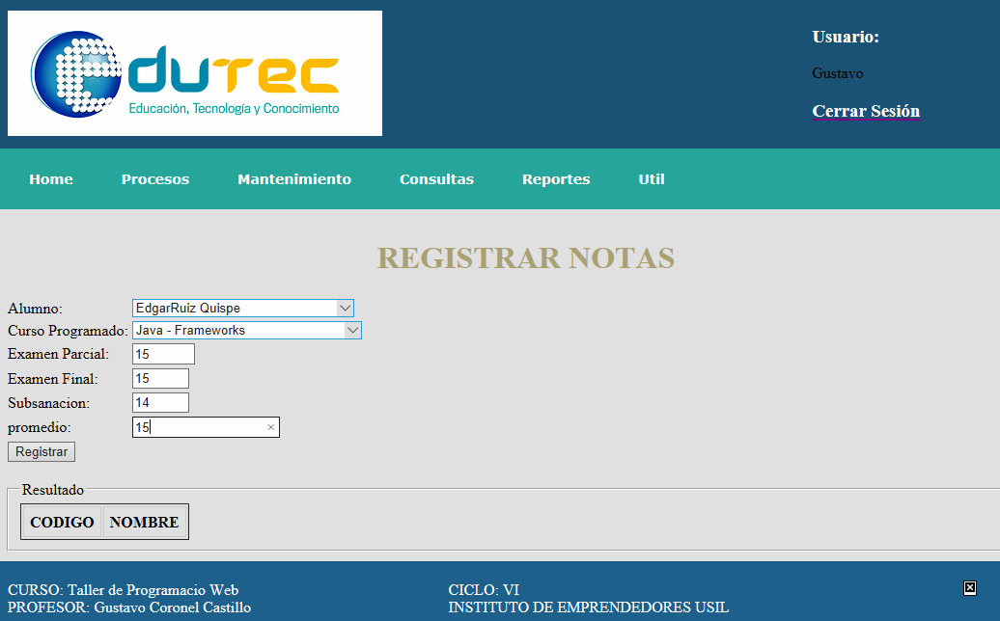 edutec
Educación, Tecnología y Conocimiento
Usuario:
Gustavo
Cerrar Sesión
Home Procesos Mantenimiento Consultas Reportes Util
REGISTRAR NOTAS
Alumno: EdgarRuiz Quispe
Curso Programado: Java - Frameworks
Examen Parcial: 15
Examen Final: 15
Subsanacion: 14
promedio: 15
Registrar
Resultado
CODIGO NOMBRE
CURSO: Taller de Programacio Web
PROFESOR: Gustavo Coronel Castillo
CICLO: VI
INSTITUTO DE EMPRENDEDORES USIL